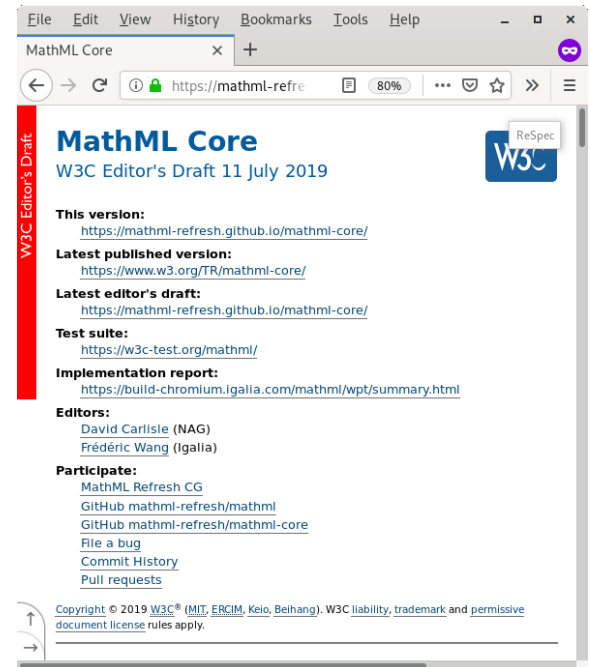 File Edit View History Bookmarks Tools Help
MathML Core
https://mathml-refre 80%
ReSpec
W3C Editor's Draft
MathML Core
W3C
W3C Editor's Draft 11 July 2019
This version:
https://mathml-refresh.github.io/mathml-core/
Latest published version:
https://www.w3.org/TR/mathml-core/
Latest editor's draft:
https://mathml-refresh.github.io/mathml-core/
Test suite:
https://w3c-test.org/mathml/
Implementation report:
https://build-chromium.igalia.com/mathml/wpt/summary.html
Editors:
David Carlisle (NAG)
Frédéric Wang (Igalia)
Participate:
MathML Refresh CG
GitHub mathml-refresh/mathml
GitHub mathml-refresh/mathml-core
File a bug
Commit History
Pull requests
Copyright © 2019 W3C® (MIT, ERCIM, Keio, Beihang). W3C liability, trademark and permissive
document license rules apply.